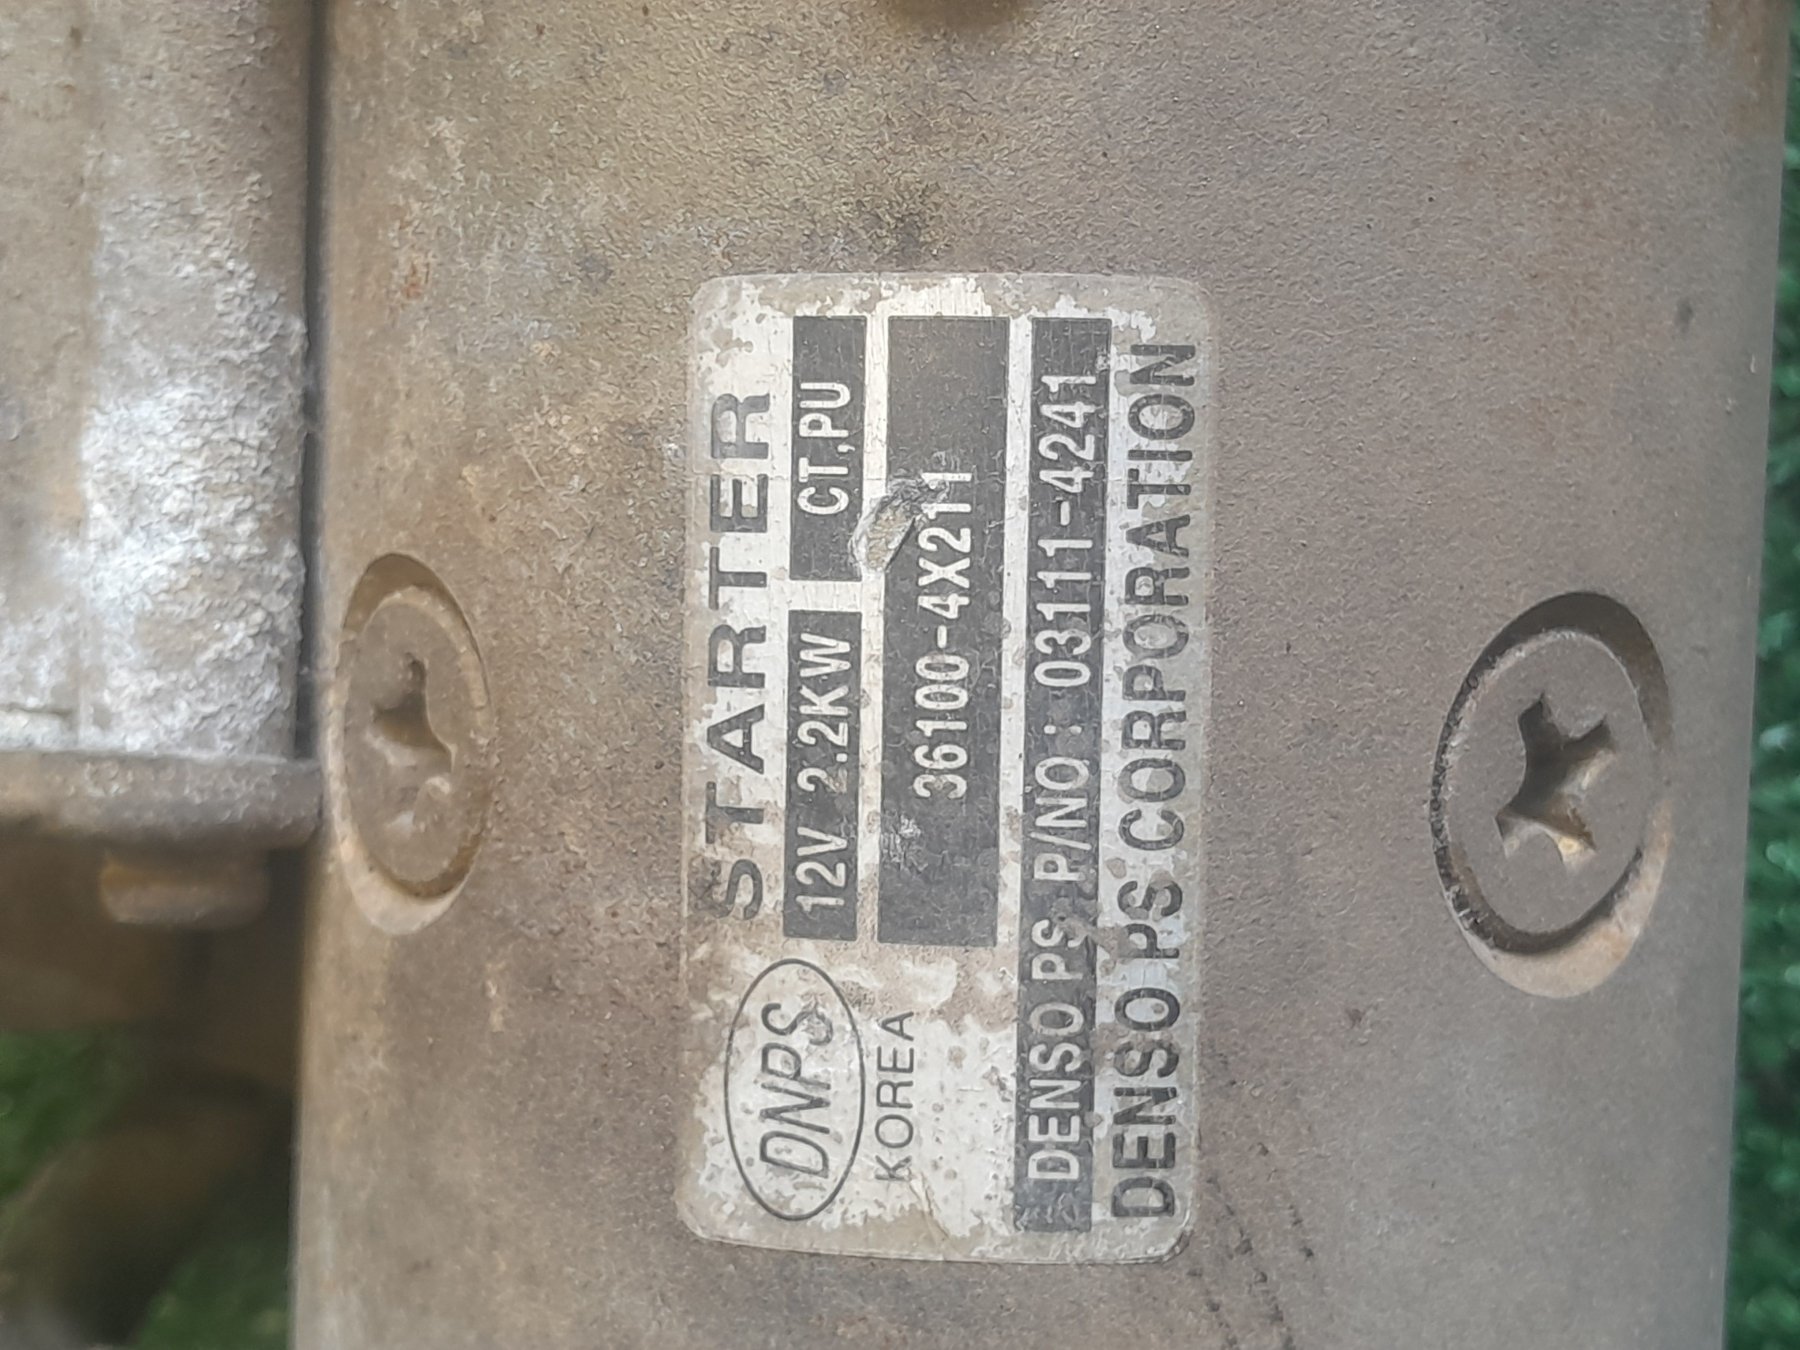 STARTER
12V 2.2KW CT,PU
36100-4X211
DNPS
KOREA
DENSO PS P/NO : 03111-4241
DENSO PS CORPORATION